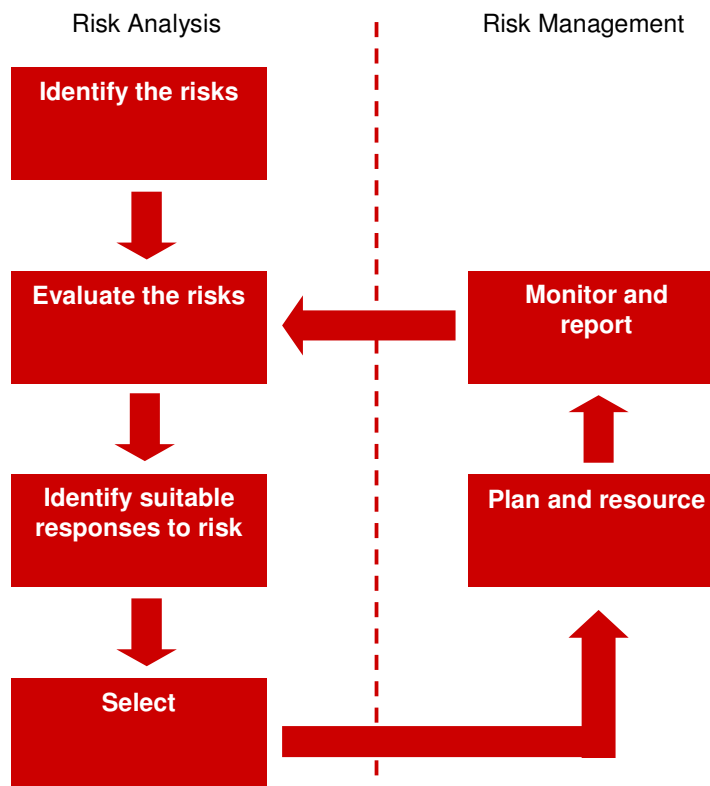 Risk Analysis
Risk Management
Identify the risks
Evaluate the risks
Monitor and
report
Identify suitable
responses to risk
Plan and resource
Select